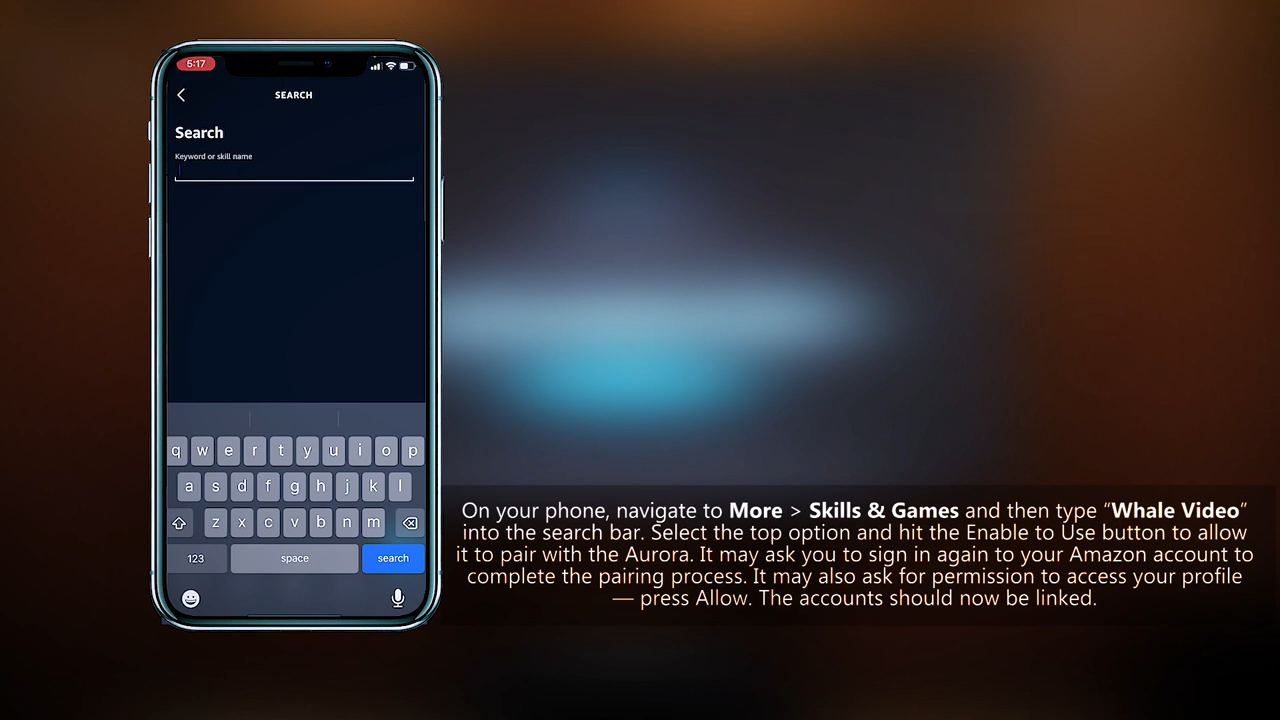 5:17
SEARCH
Search
Keyword or skill name
q w e r t y u i o p
a s d f g h j k l
z x c v b n m
123 space search
On your phone, navigate to More > Skills & Games and then type “Whale Video”
into the search bar. Select the top option and hit the Enable to Use button to allow
it to pair with the Aurora. It may ask you to sign in again to your Amazon account to
complete the pairing process. It may also ask for permission to access your profile
— press Allow. The accounts should now be linked.